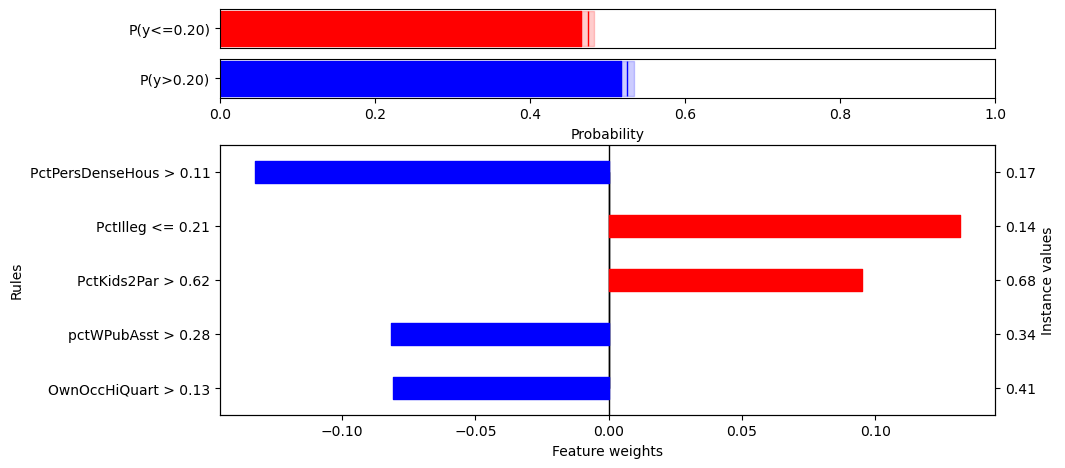 P(y<=0.20)
P(y>0.20)
0.0 0.2 0.4 0.6 0.8 1.0
Probability
PctPersDenseHous > 0.11 0.17
PctIlleg <= 0.21 0.14
PctKids2Par > 0.62 0.68
pctWPubAsst > 0.28 0.34
OwnOccHiQuart > 0.13 0.41
Rules
Instance values
−0.10 −0.05 0.00 0.05 0.10
Feature weights